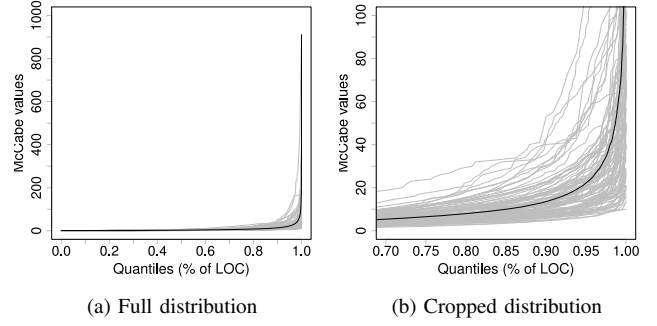 1000
800
600
400
200
0
McCabe values
0.0 0.2 0.4 0.6 0.8 1.0
Quantiles (% of LOC)
(a) Full distribution
100
80
60
40
20
0
McCabe values
0.70 0.75 0.80 0.85 0.90 0.95 1.00
Quantiles (% of LOC)
(b) Cropped distribution